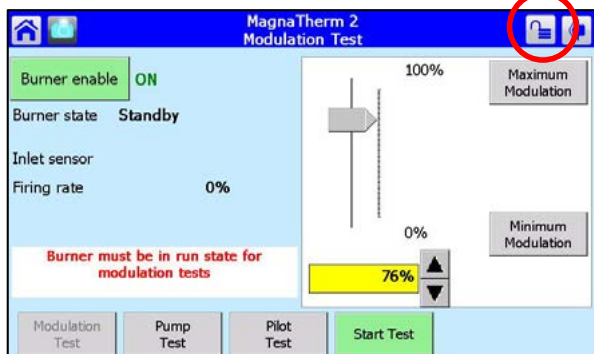 MagnaTherm 2
Modulation Test
Burner enable ON
Burner state Standby
Inlet sensor
Firing rate 0%
Burner must be in run state for
modulation tests
100%
0%
76%
Maximum
Modulation
Minimum
Modulation
Modulation
Test
Pump
Test
Pilot
Test
Start Test